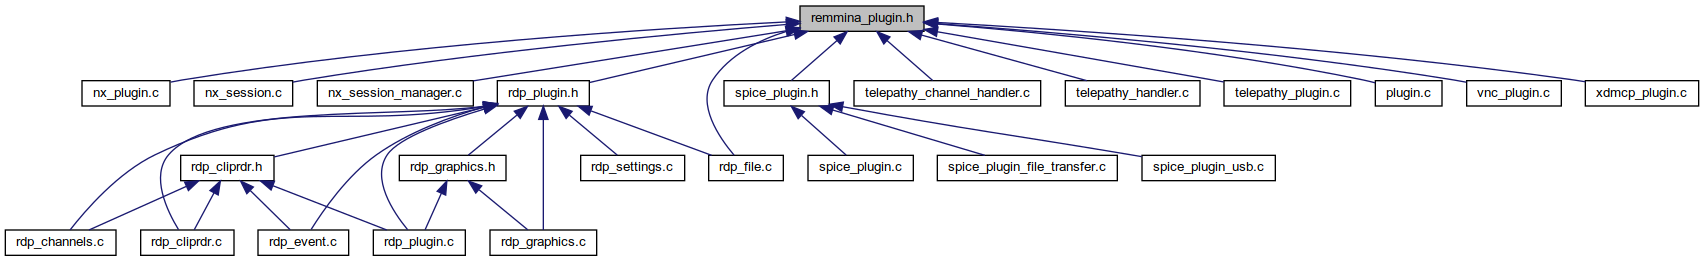 remmina_plugin.h
nx_plugin.c
nx_session.c
nx_session_manager.c
rdp_plugin.h
spice_plugin.h
telepathy_channel_handler.c
telepathy_handler.c
telepathy_plugin.c
plugin.c
vnc_plugin.c
xdmcp_plugin.c
rdp_cliprdr.h
rdp_graphics.h
rdp_settings.c
rdp_file.c
spice_plugin.c
spice_plugin_file_transfer.c
spice_plugin_usb.c
rdp_channels.c
rdp_cliprdr.c
rdp_event.c
rdp_plugin.c
rdp_graphics.c